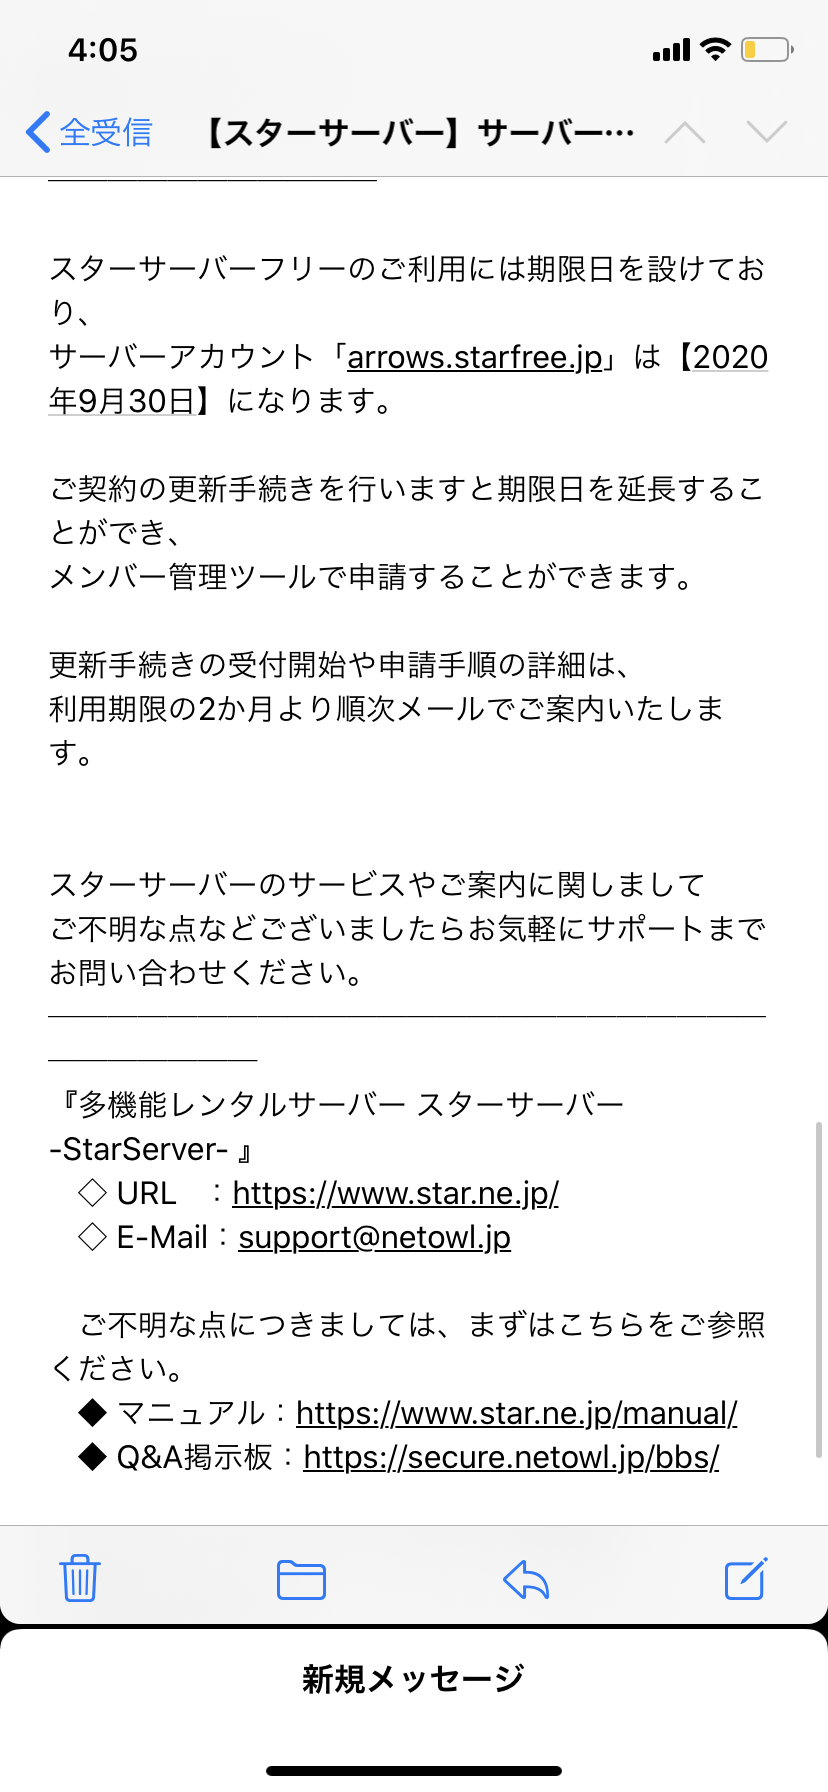 4:05
全受信
【スターサーバー】サーバー…
スターサーバーフリーのご利用には期限日を設けてお
り、
サーバーアカウント「arrows.starfree.jp」は【2020
年9月30日】になります。
ご契約の更新手続きを行いますと期限日を延長するこ
とができ、
メンバー管理ツールで申請することができます。
更新手続きの受付開始や申請手順の詳細は、
利用期限の2か月より順次メールでご案内いたしま
す。
スターサーバーのサービスやご案内に関しまして
ご不明な点などございましたらお気軽にサポートまで
お問い合わせください。
『多機能レンタルサーバー スターサーバー
-StarServer- 』
◇ URL　：https://www.star.ne.jp/
◇ E-Mail：support@netowl.jp
ご不明な点につきましては、まずはこちらをご参照
ください。
◆ マニュアル：https://www.star.ne.jp/manual/
◆ Q&A掲示板：https://secure.netowl.jp/bbs/
新規メッセージ